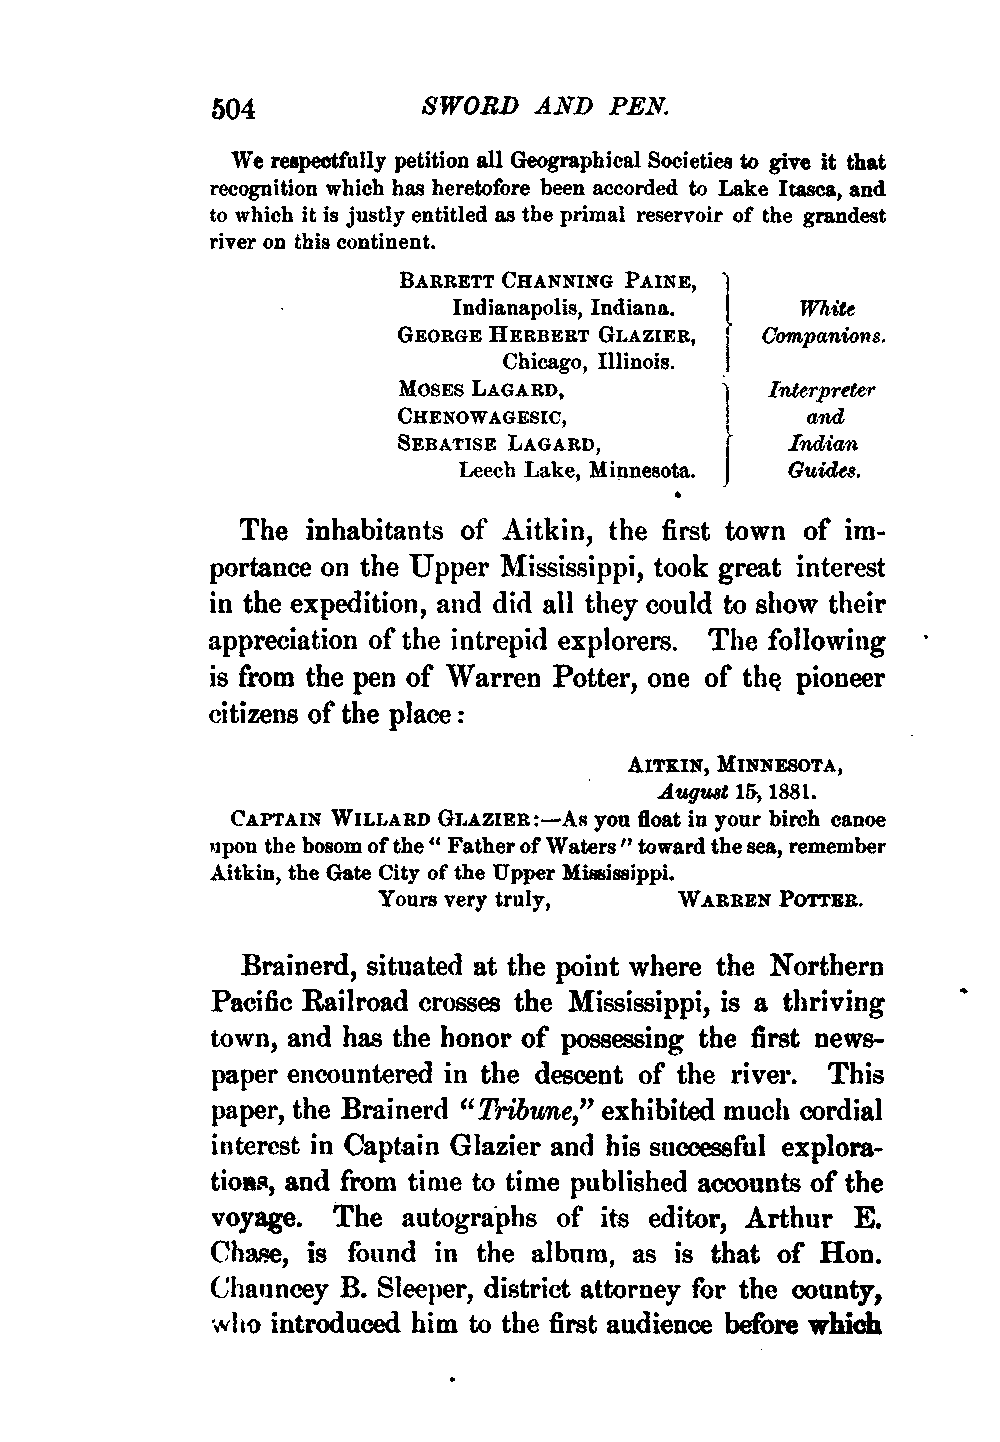 504 SWORD AND PEN.
We respectfully petition all Geographical Societies to give it that
recognition which has heretofore been accorded to Lake Itasca, and
to which it is justly entitled as the primal reservoir of the grandest
river on this continent.
BARRETT CHANNING PAINE,
Indianapolis, Indiana. White
GEORGE HERBERT GLAZIER, Companions.
Chicago, Illinois.
MOSES LAGARD, Interpreter
CHENOWAGESIC, and
SEBATISE LAGARD, Indian
Leech Lake, Minnesota. Guides.
The inhabitants of Aitkin, the first town of im-
portance on the Upper Mississippi, took great interest
in the expedition, and did all they could to show their
appreciation of the intrepid explorers. The following
is from the pen of Warren Potter, one of the pioneer
citizens of the place:
AITKIN, MINNESOTA,
August 15, 1881.
CAPTAIN WILLARD GLAZIER:—As you float in your birch canoe
upon the bosom of the "Father of Waters" toward the sea, remember
Aitkin, the Gate City of the Upper Mississippi.
Yours very truly, WARREN POTTER.
Brainerd, situated at the point where the Northern
Pacific Railroad crosses the Mississippi, is a thriving
town, and has the honor of possessing the first news-
paper encountered in the descent of the river. This
paper, the Brainerd "Tribune," exhibited much cordial
interest in Captain Glazier and his successful explora-
tions, and from time to time published accounts of the
voyage. The autographs of its editor, Arthur E.
Chase, is found in the album, as is that of Hon.
Chauncey B. Sleeper, district attorney for the county,
who introduced him to the first audience before which